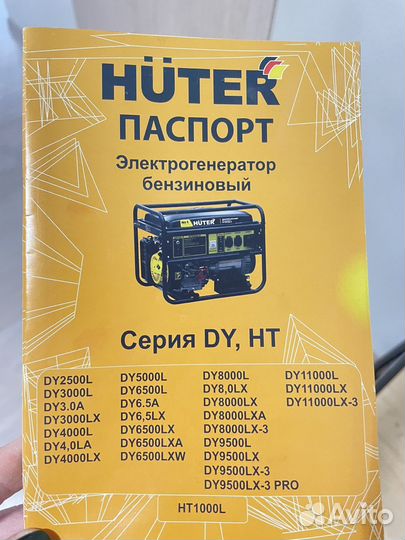 HÜTER
ПАСПОРТ
Электрогенератор
бензиновый
HÜTER
Серия DY, HT
DY2500L
DY3000L
DY3.0A
DY3000LX
DY4000L
DY4,0LA
DY4000LX
DY5000L
DY6500L
DY6.5A
DY6,5LX
DY6500LX
DY6500LXA
DY6500LXW
DY8000L
DY8,0LX
DY8000LX
DY8000LXA
DY8000LX-3
DY9500L
DY9500LX
DY9500LX-3
DY9500LX-3 PRO
DY11000L
DY11000LX
DY11000LX-3
HT1000L
Avito